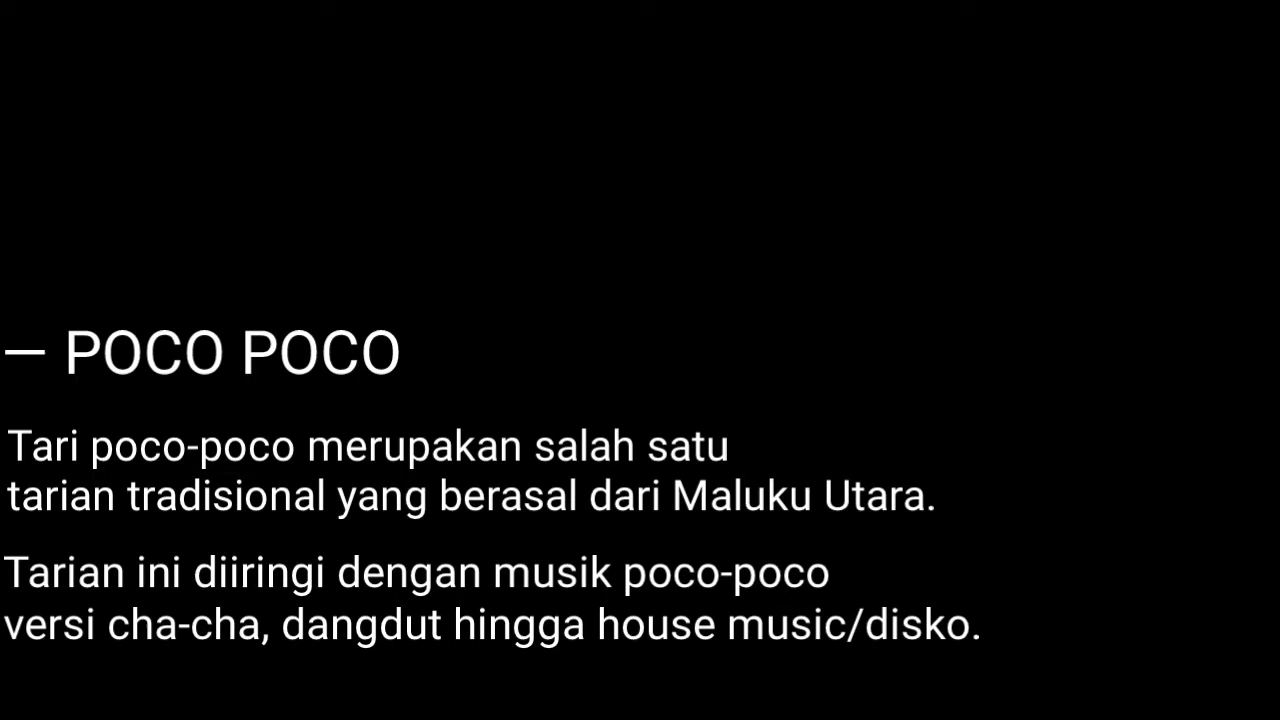 — POCO POCO
Tari poco-poco merupakan salah satu
tarian tradisional yang berasal dari Maluku Utara.
Tarian ini diiringi dengan musik poco-poco
versi cha-cha, dangdut hingga house music/disko.